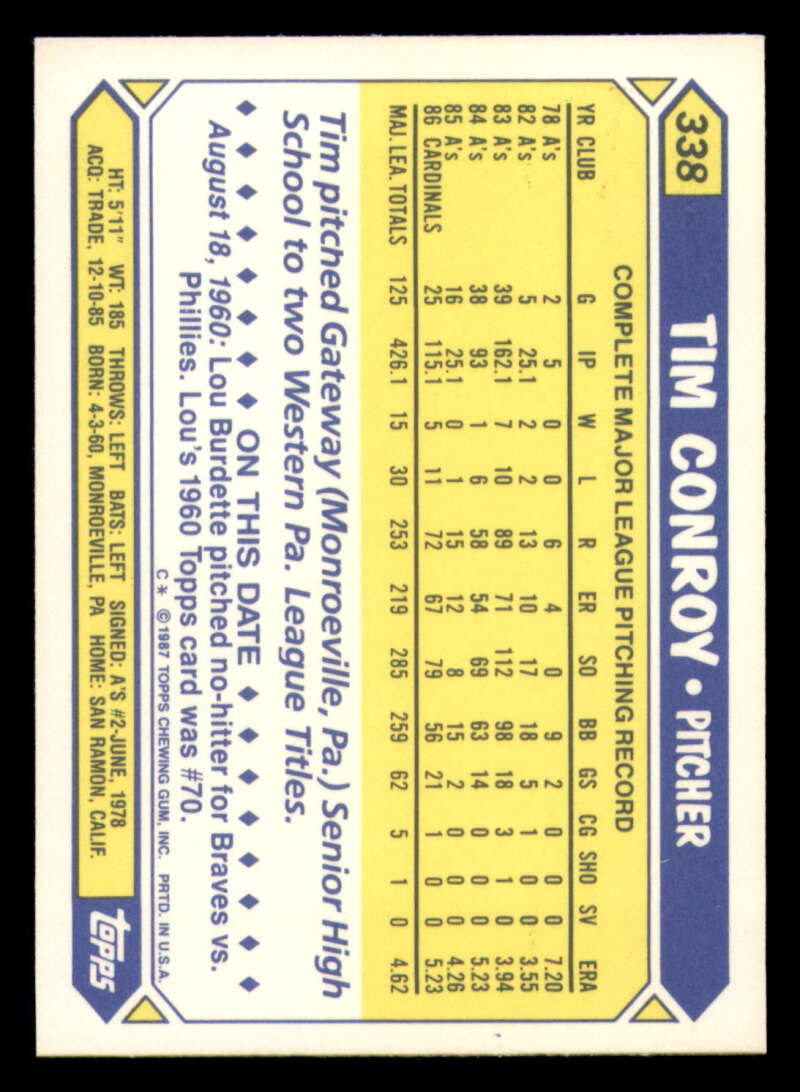 338 TIM CONROY • PITCHER
COMPLETE MAJOR LEAGUE PITCHING RECORD
YR CLUB G IP W L R ER SO BB GS CG SHO SV ERA
78 A's 2 5 0 0 6 4 0 9 2 0 0 0 7.20
82 A's 5 25.1 2 2 13 10 17 18 5 1 0 0 3.55
83 A's 39 162.1 7 10 89 71 112 98 18 3 1 0 3.94
84 A's 38 93 1 6 58 54 69 63 14 0 0 0 5.23
85 A's 16 25.1 0 1 15 12 8 15 2 0 0 0 4.26
86 CARDINALS 25 115.1 5 11 72 67 79 56 21 1 0 0 5.23
MAJ. LEA. TOTALS 125 426.1 15 30 253 219 285 259 62 5 1 0 4.62
Tim pitched Gateway (Monroeville, Pa.) Senior High
School to two Western Pa. League Titles.
◆ ◆ ◆ ◆ ◆ ◆ ◆ ◆ ON THIS DATE ◆ ◆ ◆ ◆ ◆ ◆ ◆ ◆
August 18, 1960: Lou Burdette pitched no-hitter for Braves vs.
Phillies. Lou's 1960 Topps card was #70.
C* ©1987 TOPPS CHEWING GUM, INC. PRTD. IN U.S.A.
HT: 5'11" WT: 185 THROWS: LEFT BATS: LEFT SIGNED: A'S #2-JUNE, 1978
ACQ: TRADE, 12-10-85 BORN: 4-3-60, MONROEVILLE, PA HOME: SAN RAMON, CALIF.
topps